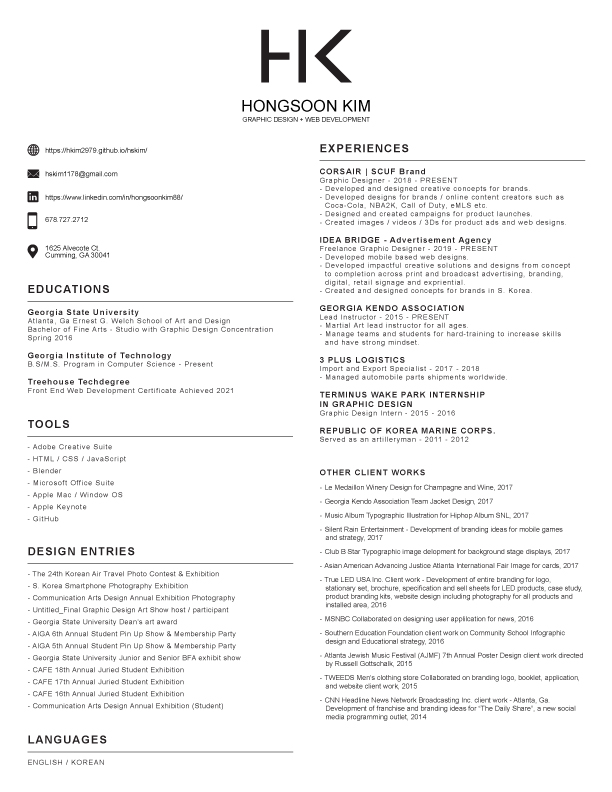 HK
HONGSOON KIM
GRAPHIC DESIGN + WEB DEVELOPMENT
https://hkim2979.github.io/hskim/
hskim1178@gmail.com
https://www.linkedin.com/in/hongsoonkim88/
678.727.2712
1625 Alvecote Ct.
Cumming, GA 30041
EDUCATIONS
Georgia State University
Atlanta, Ga Ernest G. Welch School of Art and Design
Bachelor of Fine Arts - Studio with Graphic Design Concentration
Spring 2016
Georgia Institute of Technology
B.S/M.S. Program in Computer Science - Present
Treehouse Techdegree
Front End Web Development Certificate Achieved 2021
TOOLS
- Adobe Creative Suite
- HTML / CSS / JavaScript
- Blender
- Microsoft Office Suite
- Apple Mac / Window OS
- Apple Keynote
- GitHub
DESIGN ENTRIES
- The 24th Korean Air Travel Photo Contest & Exhibition
- S. Korea Smartphone Photography Exhibition
- Communication Arts Design Annual Exhibition Photography
- Untitled_Final Graphic Design Art Show host / participant
- Georgia State University Dean's art award
- AIGA 6th Annual Student Pin Up Show & Membership Party
- AIGA 5th Annual Student Pin Up Show & Membership Party
- Georgia State University Junior and Senior BFA exhibit show
- CAFE 18th Annual Juried Student Exhibition
- CAFE 17th Annual Juried Student Exhibition
- CAFE 16th Annual Juried Student Exhibition
- Communication Arts Design Annual Exhibition (Student)
LANGUAGES
ENGLISH / KOREAN
EXPERIENCES
CORSAIR | SCUF Brand
Graphic Designer - 2018 - PRESENT
- Developed and designed creative concepts for brands.
- Developed designs for brands / online content creators such as
Coca-Cola, NBA2K, Call of Duty, eMLS etc.
- Designed and created campaigns for product launches.
- Created images / videos / 3Ds for product ads and web designs.
IDEA BRIDGE - Advertisement Agency
Freelance Graphic Designer - 2019 - PRESENT
- Developed mobile based web designs.
- Developed impactful creative solutions and designs from concept
to completion across print and broadcast advertising, branding,
digital, retail signage and expriential.
- Created and designed concepts for brands in S. Korea.
GEORGIA KENDO ASSOCIATION
Lead Instructor - 2015 - PRESENT
- Martial Art lead instructor for all ages.
- Manage teams and students for hard-training to increase skills
and have strong mindset.
3 PLUS LOGISTICS
Import and Export Specialist - 2017 - 2018
- Managed automobile parts shipments worldwide.
TERMINUS WAKE PARK INTERNSHIP
IN GRAPHIC DESIGN
Graphic Design Intern - 2015 - 2016
REPUBLIC OF KOREA MARINE CORPS.
Served as an artilleryman - 2011 - 2012
OTHER CLIENT WORKS
- Le Medaillon Winery Design for Champagne and Wine, 2017
- Georgia Kendo Association Team Jacket Design, 2017
- Music Album Typographic Illustration for Hiphop Album SNL, 2017
- Silent Rain Entertainment - Development of branding ideas for mobile games
and strategy, 2017
- Club B Star Typographic image delopment for background stage displays, 2017
- Asian American Advancing Justice Atlanta International Fair Image for cards, 2017
- True LED USA Inc. Client work - Development of entire branding for logo,
stationary set, brochure, specification and sell sheets for LED products, case study,
product branding kits, website design including photography for all products and
installed area, 2016
- MSNBC Collaborated on designing user application for news, 2016
- Southern Education Foundation client work on Community School Infographic
design and Educational strategy, 2016
- Atlanta Jewish Music Festival (AJMF) 7th Annual Poster Design client work directed
by Russell Gottschalk, 2015
- TWEEDS Men's clothing store Collaborated on branding logo, booklet, application,
and website client work, 2015
- CNN Headline News Network Broadcasting Inc. client work - Atlanta, Ga.
Development of franchise and branding ideas for "The Daily Share", a new social
media programming outlet, 2014